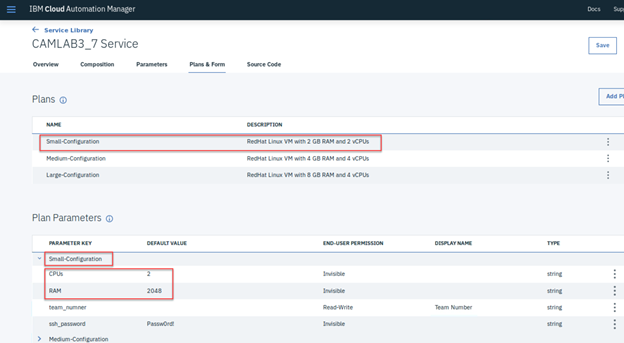 IBM Cloud Automation Manager Docs Sup
← Service Library
CAMLAB3_7 Service
Save
Overview Composition Parameters Plans & Form Source Code
Plans
Add Pl
NAME DESCRIPTION
Small-Configuration RedHat Linux VM with 2 GB RAM and 2 vCPUs
Medium-Configuration RedHat Linux VM with 4 GB RAM and 4 vCPUs
Large-Configuration RedHat Linux VM with 8 GB RAM and 4 vCPUs
Plan Parameters
PARAMETER KEY DEFAULT VALUE END-USER PERMISSION DISPLAY NAME TYPE
Small-Configuration
CPUs 2 Invisible string
RAM 2048 Invisible string
team_numner Read-Write Team Number string
ssh_password Passw0rd! Invisible string
Medium-Configuration